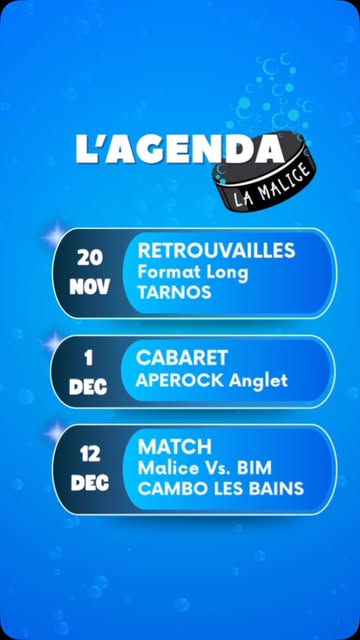 L'AGENDA
LA MALICE
20
NOV
RETROUVAILLES
Format Long
TARNOS
1
DEC
CABARET
APEROCK Anglet
12
DEC
MATCH
Malice Vs. BIM
CAMBO LES BAINS